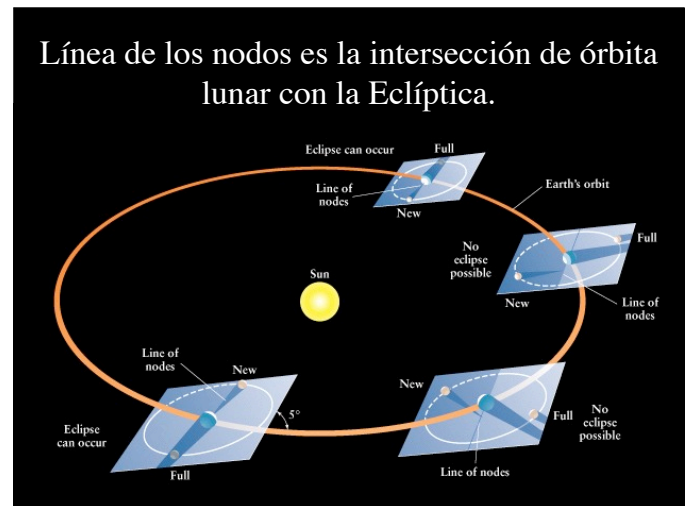 Línea de los nodos es la intersección de órbita
lunar con la Eclíptica.
Eclipse can occur
Full
Line of
nodes
New
Earth's orbit
No
eclipse
possible
Full
New
Line of
nodes
Sun
Line of
nodes
New
Eclipse
can occur
5°
Full
New
Full
No
eclipse
possible
Line of nodes